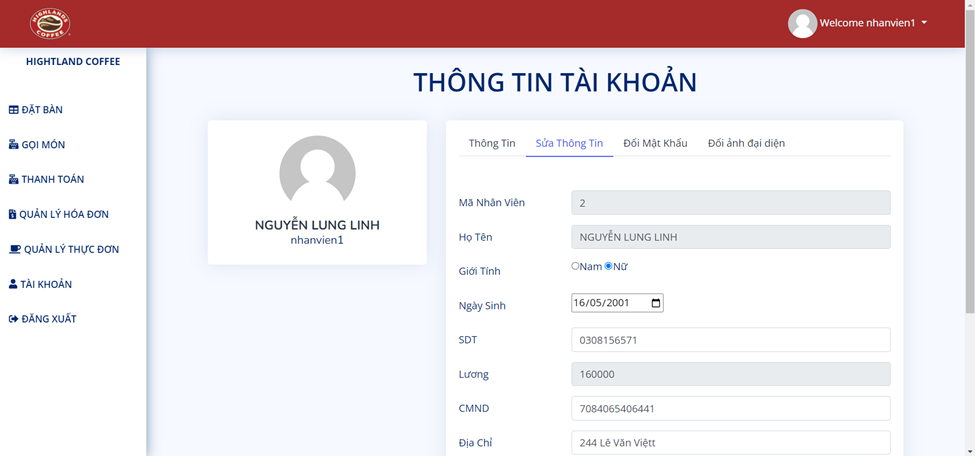 HIGHLANDS
COFFEE
Welcome nhanvien1
HIGHTLAND COFFEE
ĐẶT BÀN
GỌI MÓN
THANH TOÁN
QUẢN LÝ HÓA ĐƠN
QUẢN LÝ THỰC ĐƠN
TÀI KHOẢN
ĐĂNG XUẤT
THÔNG TIN TÀI KHOẢN
NGUYỄN LUNG LINH
nhanvien1
Thông Tin Sửa Thông Tin Đổi Mật Khẩu Đổi ảnh đại diện
Mã Nhân Viên 2
Họ Tên NGUYỄN LUNG LINH
Giới Tính Nam Nữ
Ngày Sinh 16/05/2001
SDT 0308156571
Lương 160000
CMND 7084065406441
Địa Chỉ 244 Lê Văn Việtt